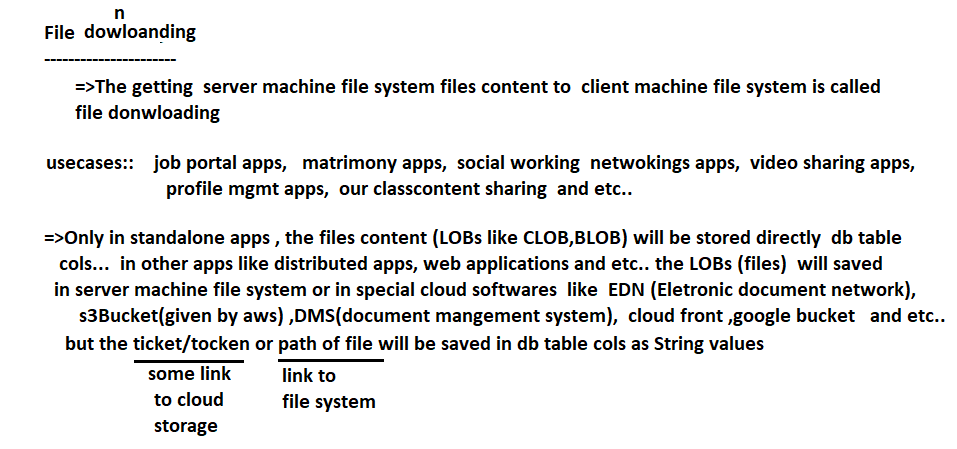 n
File dowloanding
----------------------
=>The getting server machine file system files content to client machine file system is called
file donwloading
usecases:: job portal apps, matrimony apps, social working netwokings apps, video sharing apps,
profile mgmt apps, our classcontent sharing and etc..
=>Only in standalone apps , the files content (LOBs like CLOB,BLOB) will be stored directly db table
cols... in other apps like distributed apps, web applications and etc.. the LOBs (files) will saved
in server machine file system or in special cloud softwares like EDN (Eletronic document network),
s3Bucket(given by aws) ,DMS(document mangement system), cloud front ,google bucket and etc..
but the ticket/tocken or path of file will be saved in db table cols as String values
some link link to
to cloud file system
storage